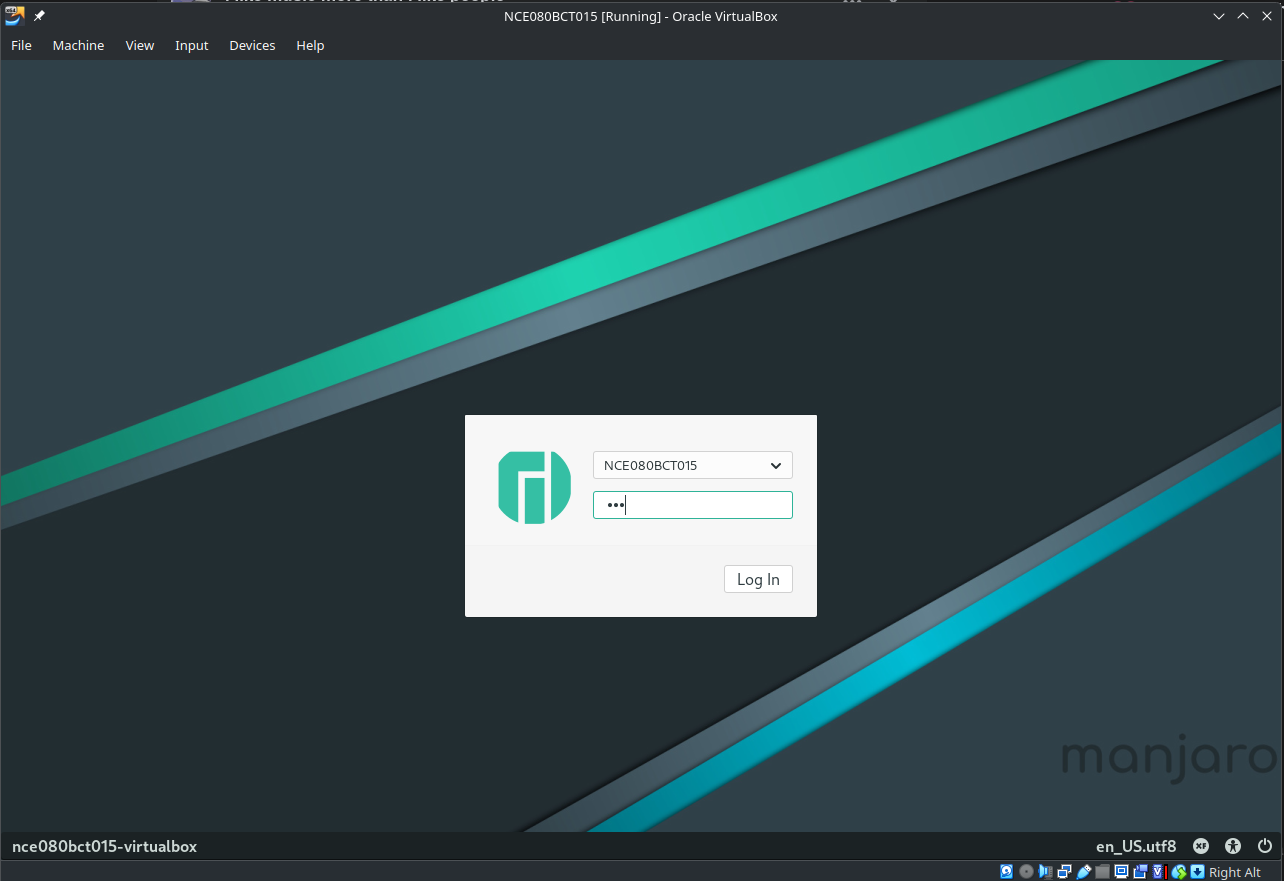 NCE080BCT015 [Running] - Oracle VirtualBox
File Machine View Input Devices Help
NCE080BCT015
•••
Log In
manjaro
nce080bct015-virtualbox en_US.utf8
Right Alt